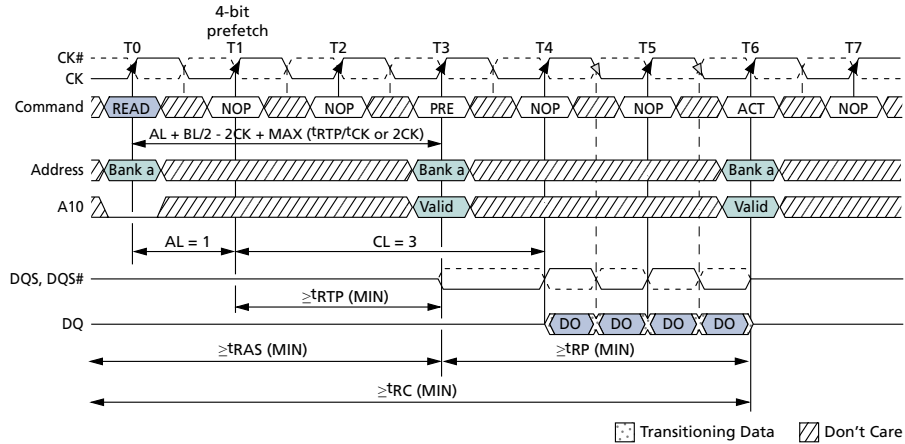 4-bit
prefetch
T0 T1 T2 T3 T4 T5 T6 T7
CK#
CK
Command READ NOP NOP PRE NOP NOP ACT NOP
AL + BL/2 - 2CK + MAX (tRTP/tCK or 2CK)
Address Bank a Bank a Bank a
A10 Valid Valid
AL = 1 CL = 3
DQS, DQS#
≥tRTP (MIN)
DQ DO DO DO DO
≥tRAS (MIN) ≥tRP (MIN)
≥tRC (MIN)
Transitioning Data Don't Care